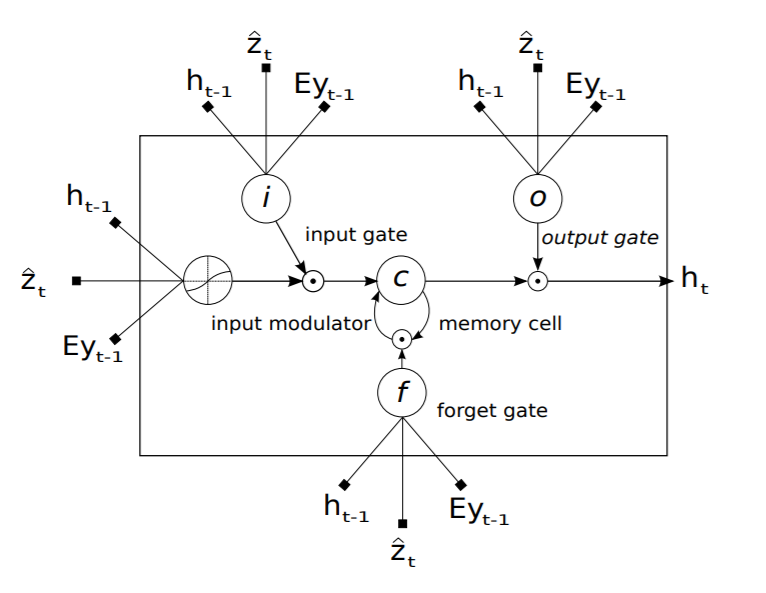 ẑt
ẑt
ht-1
Eyt-1
ht-1
Eyt-1
ht-1
i
o
input gate
output gate
ẑt
c
ht
input modulator
memory cell
Eyt-1
f
forget gate
ht-1
Eyt-1
ẑt